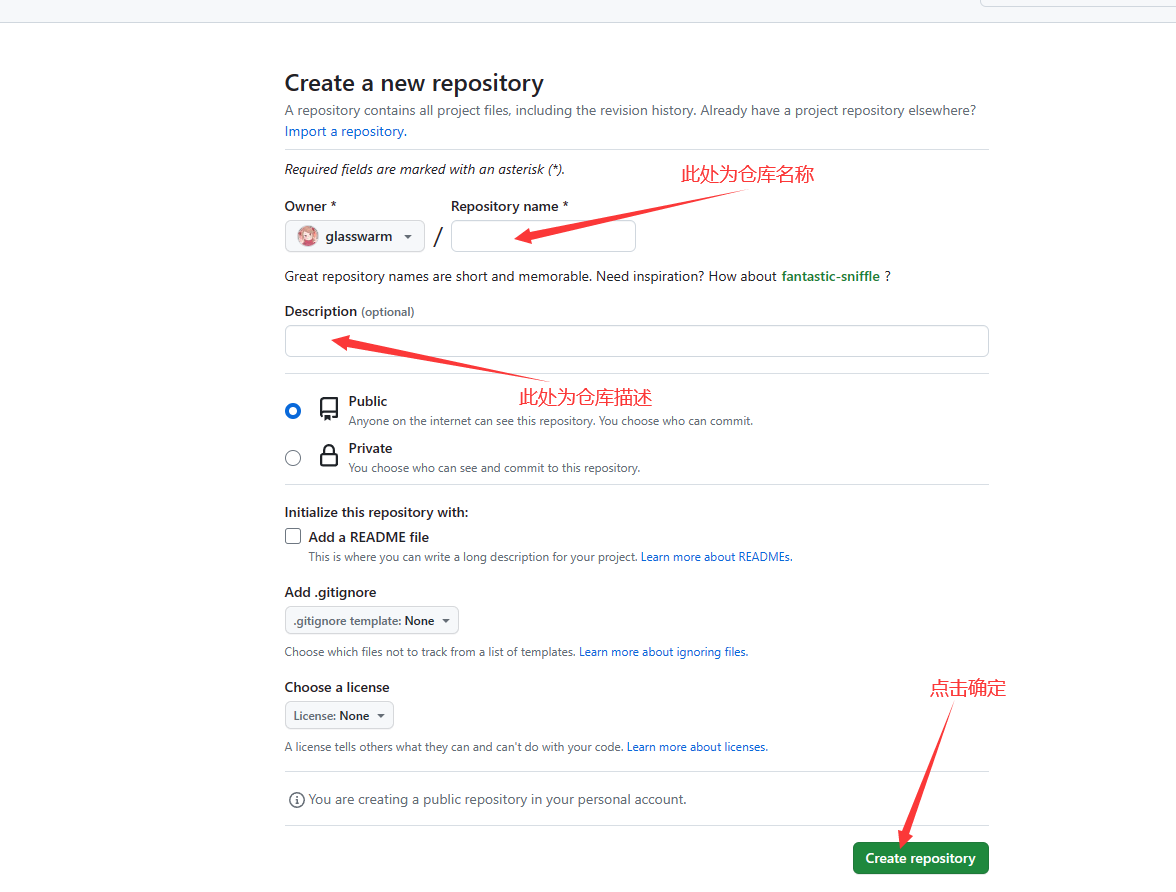 Create a new repository
A repository contains all project files, including the revision history. Already have a project repository elsewhere?
Import a repository.
Required fields are marked with an asterisk (*).
此处为仓库名称
Owner *
Repository name *
glasswarm
/
Great repository names are short and memorable. Need inspiration? How about fantastic-sniffle ?
Description (optional)
此处为仓库描述
Public
Anyone on the internet can see this repository. You choose who can commit.
Private
You choose who can see and commit to this repository.
Initialize this repository with:
Add a README file
This is where you can write a long description for your project. Learn more about READMEs.
Add .gitignore
.gitignore template: None
Choose which files not to track from a list of templates. Learn more about ignoring files.
Choose a license
点击确定
License: None
A license tells others what they can and can't do with your code. Learn more about licenses.
You are creating a public repository in your personal account.
Create repository